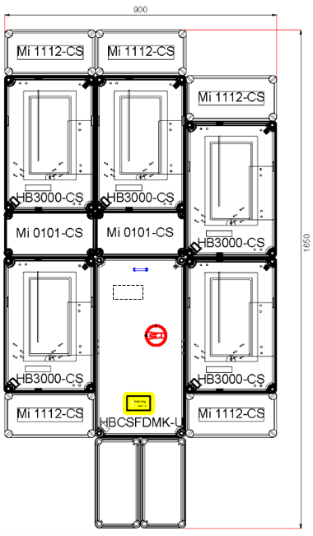 900
Mi 1112-CS Mi 1112-CS
Mi 1112-CS
HB3000-CS HB3000-CS
Mi 0101-CS Mi 0101-CS
HB3000-CS
1650
HB3000-CS
HB3000-CS
Mi 1112-CS
Mi 1112-CS
HBCSFDMK-U